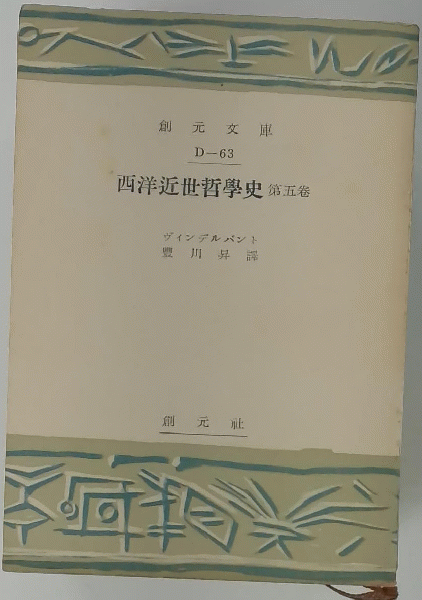 創元文庫
D—63
西洋近世哲學史 第五卷
ヴィンデルバント
豐川昇譯
創元社